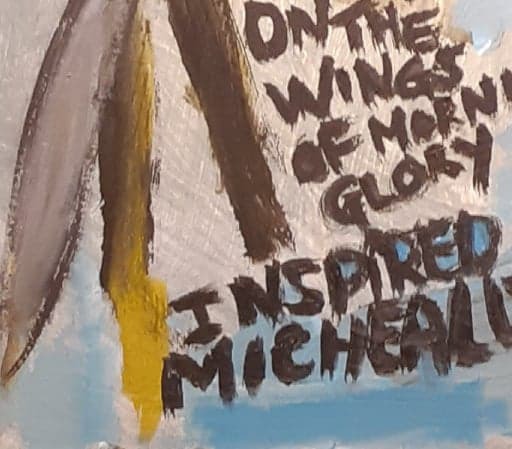 ON THE
WINGS
OF MORNI
GLORY
INSPIRED
MICHEAL